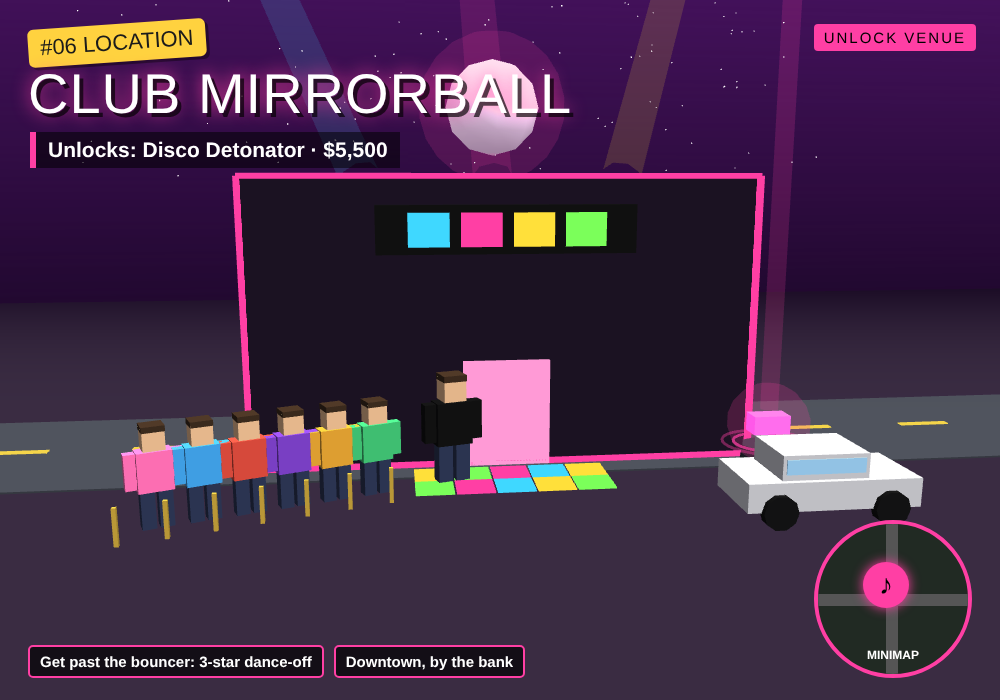 #06 LOCATION
UNLOCK VENUE
CLUB MIRRORBALL
Unlocks: Disco Detonator · $5,500
MINIMAP
Get past the bouncer: 3-star dance-off
Downtown, by the bank